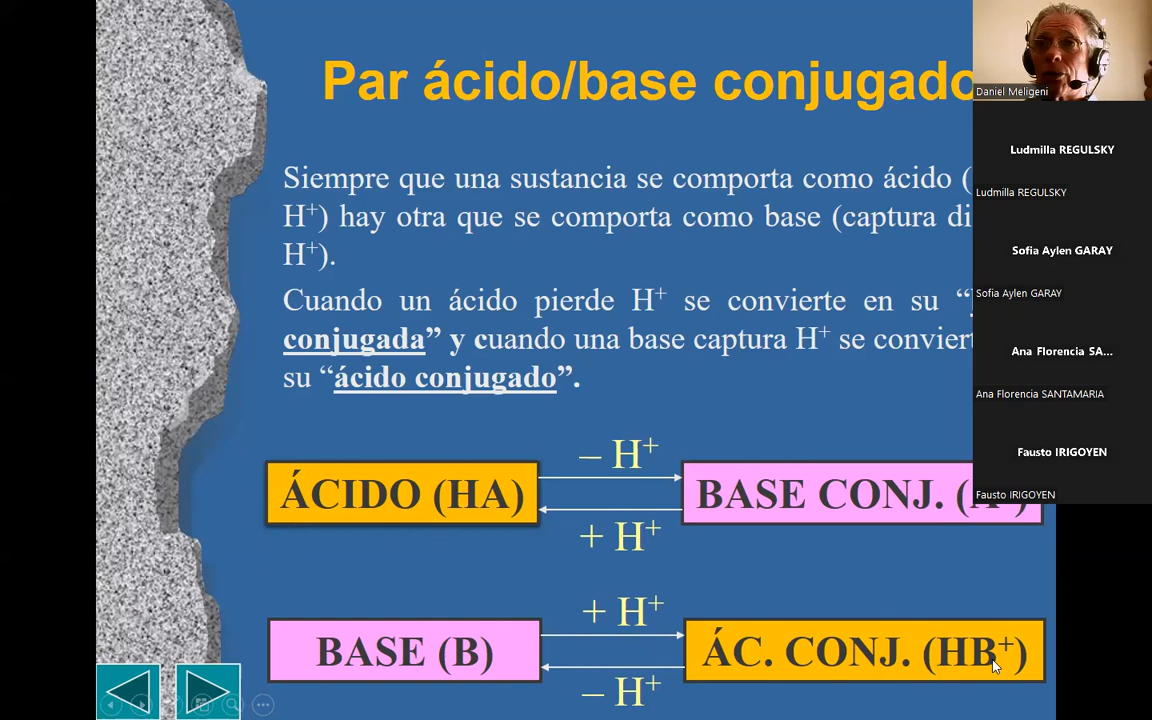 Par ácido/base conjugado
Siempre que una sustancia se comporta como ácido (
H⁺) hay otra que se comporta como base (captura di
H⁺).
Cuando un ácido pierde H⁺ se convierte en su “
conjugada” y cuando una base captura H⁺ se conviert
su “ácido conjugado”.
– H⁺
ÁCIDO (HA)
BASE CONJ. (A⁻)
+ H⁺
+ H⁺
BASE (B)
ÁC. CONJ. (HB⁺)
– H⁺
Daniel Meligeni
Ludmilla REGULSKY
Ludmilla REGULSKY
Sofia Aylen GARAY
Sofia Aylen GARAY
Ana Florencia SA...
Ana Florencia SANTAMARIA
Fausto IRIGOYEN
Fausto IRIGOYEN